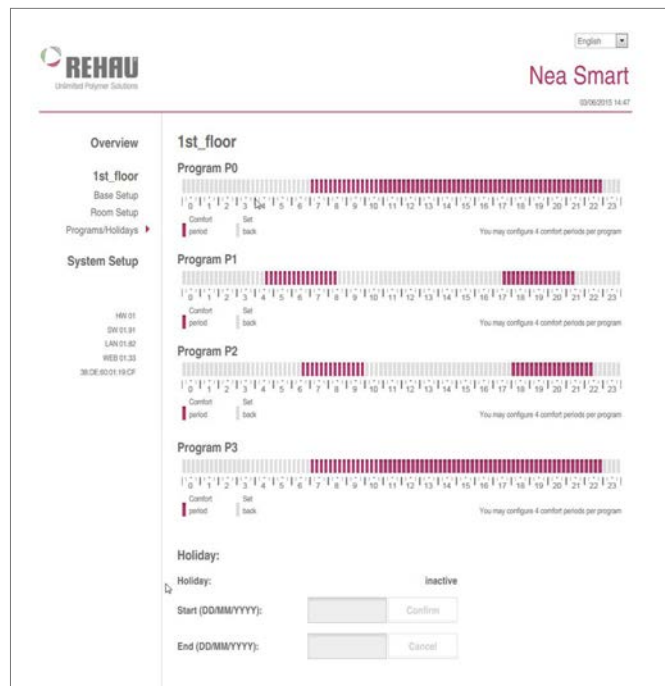 English
REHAU
Unlimited Polymer Solutions
Nea Smart
03/06/2015 14:47
Overview
1st_floor
Base Setup
Room Setup
Programs/Holidays
System Setup
HW 01
SW 01.91
LAN 01.82
WEB 01.33
1st_floor
Program P0
0 1 2 3 4 5 6 7 8 9 10 11 12 13 14 15 16 17 18 19 20 21 22 23
Comfort period
Set back
You may configure 4 comfort periods per program
Program P1
0 1 2 3 4 5 6 7 8 9 10 11 12 13 14 15 16 17 18 19 20 21 22 23
Comfort period
Set back
You may configure 4 comfort periods per program
Program P2
0 1 2 3 4 5 6 7 8 9 10 11 12 13 14 15 16 17 18 19 20 21 22 23
Comfort period
Set back
You may configure 4 comfort periods per program
Program P3
0 1 2 3 4 5 6 7 8 9 10 11 12 13 14 15 16 17 18 19 20 21 22 23
Comfort period
Set back
You may configure 4 comfort periods per program
Holiday:
Holiday: inactive
Start (DD/MM/YYYY): Confirm
End (DD/MM/YYYY): Cancel